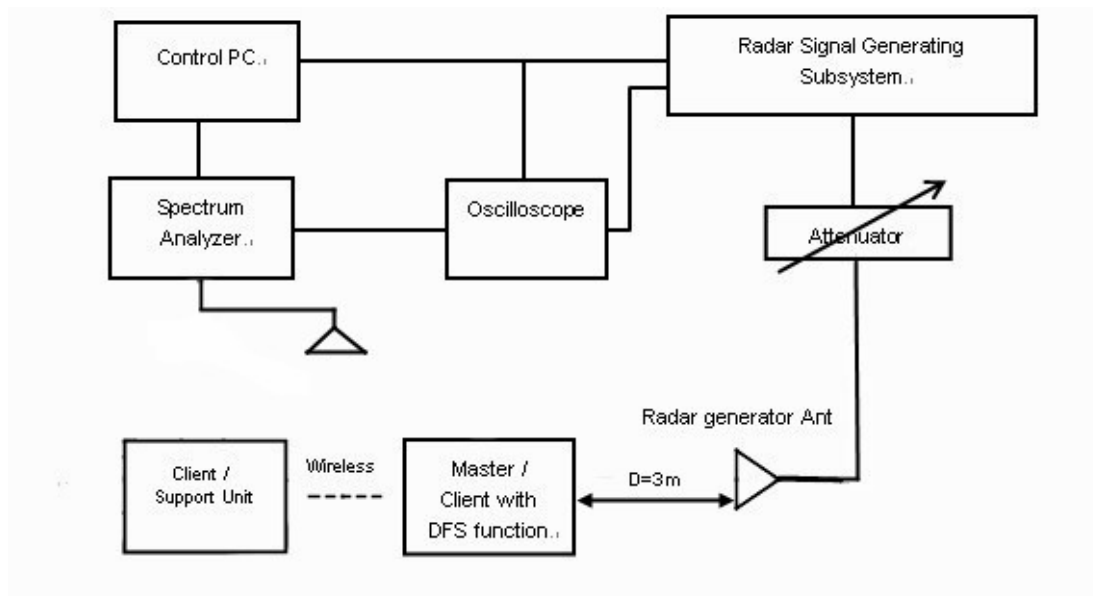 Control PC.
Radar Signal Generating
Subsystem.
Spectrum
Analyzer.
Oscilloscope
Attenuator
Radar generator Ant
Client /
Support Unit
Wireless
Master /
Client with
DFS function.
D=3m